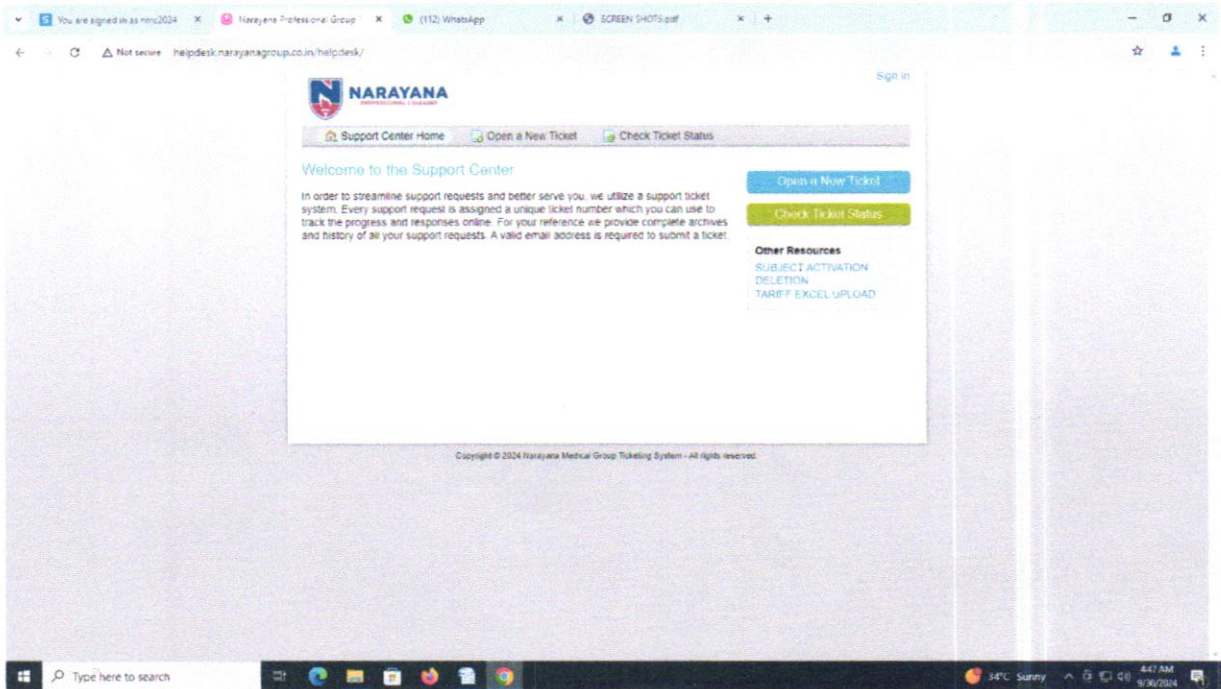 You are signed in as nmc2024
Narayana Professional Group
(112) WhatsApp
SCREEN SHOTS.pdf
Not secure helpdesk.narayanagroup.co.in/helpdesk/
Sign in
NARAYANA
Support Center Home Open a New Ticket Check Ticket Status
Welcome to the Support Center
In order to streamline support requests and better serve you, we utilize a support ticket
system. Every support request is assigned a unique ticket number which you can use to
track the progress and responses online. For your reference we provide complete archives
and history of all your support requests. A valid email address is required to submit a ticket.
Open a New Ticket
Check Ticket Status
Other Resources
SUBJECT ACTIVATION
DELETION
TARIFF EXCEL UPLOAD
Copyright © 2024 Narayana Medical Group Ticketing System - All rights reserved.
Type here to search
34°C Sunny
4:47 AM
9/30/2024